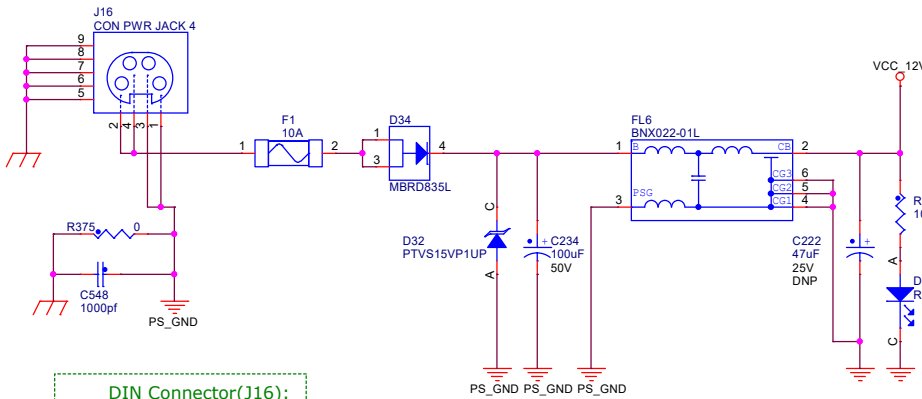 J16
CON PWR JACK 4
9
8
7
6
5
2
4
3
1
R375 0
C548
1000pf
PS_GND
F1
10A
1 2
D34
1
3
4
MBRD835L
C
D32
PTVS15VP1UP
A
C234
100uF
50V
PS_GND PS_GND PS_GND
FL6
BNX022-01L
1 B
CB 2
CG3 6
CG2 5
CG1 4
3 PSG
C222
47uF
25V
DNP
VCC_12V
A
C
DIN Connector(J16):